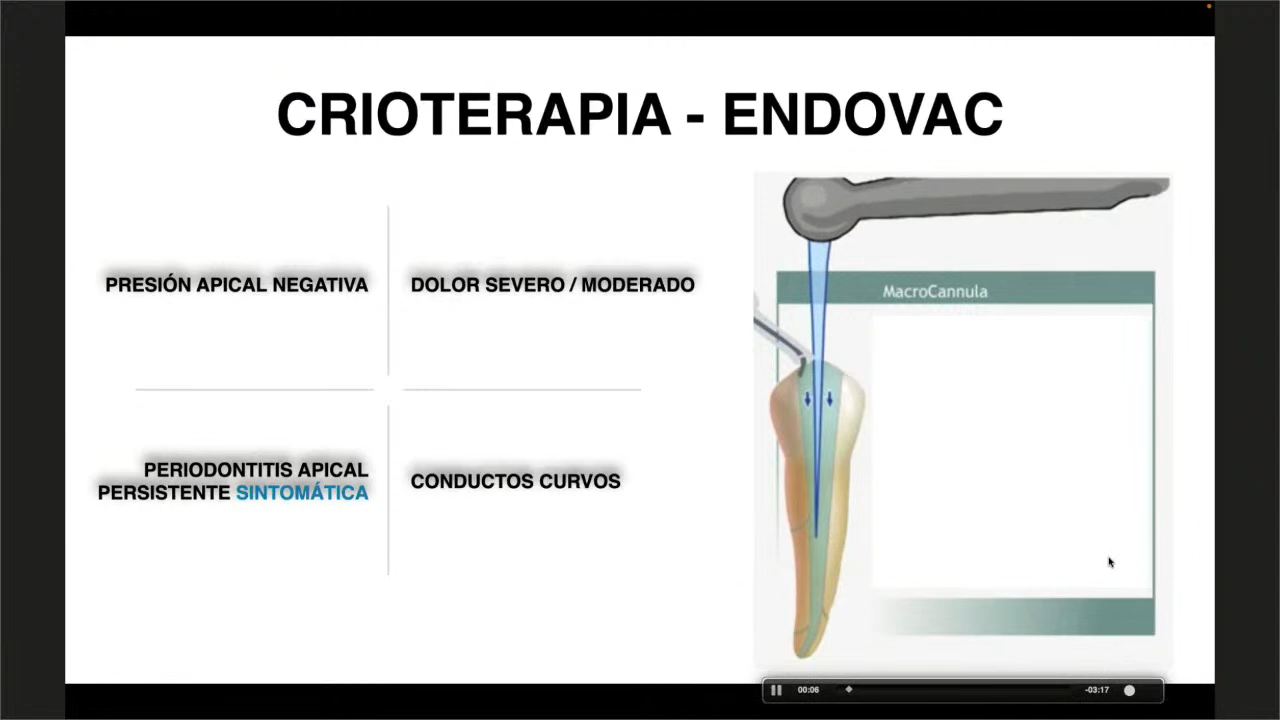 CRIOTERAPIA - ENDOVAC
PRESIÓN APICAL NEGATIVA
DOLOR SEVERO / MODERADO
PERIODONTITIS APICAL
PERSISTENTE SINTOMÁTICA
CONDUCTOS CURVOS
MacroCannula
00:06
-03:17